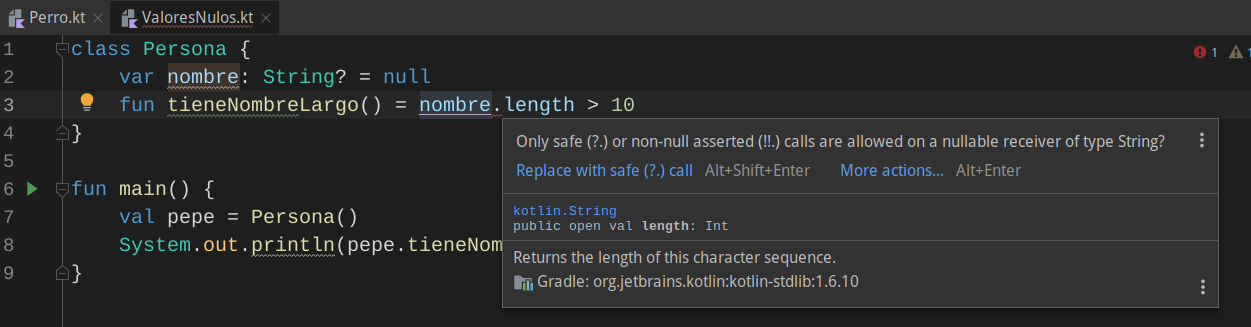 Perro.kt ValoresNulos.kt
1 class Persona {
2 var nombre: String? = null
3 fun tieneNombreLargo() = nombre.length > 10
4 }
5
6 fun main() {
7 val pepe = Persona()
8 System.out.println(pepe.tieneNom
9 }
1 1
Only safe (?.) or non-null asserted (!!.) calls are allowed on a nullable receiver of type String?
Replace with safe (?.) call Alt+Shift+Enter More actions... Alt+Enter
kotlin.String
public open val length: Int
Returns the length of this character sequence.
Gradle: org.jetbrains.kotlin:kotlin-stdlib:1.6.10